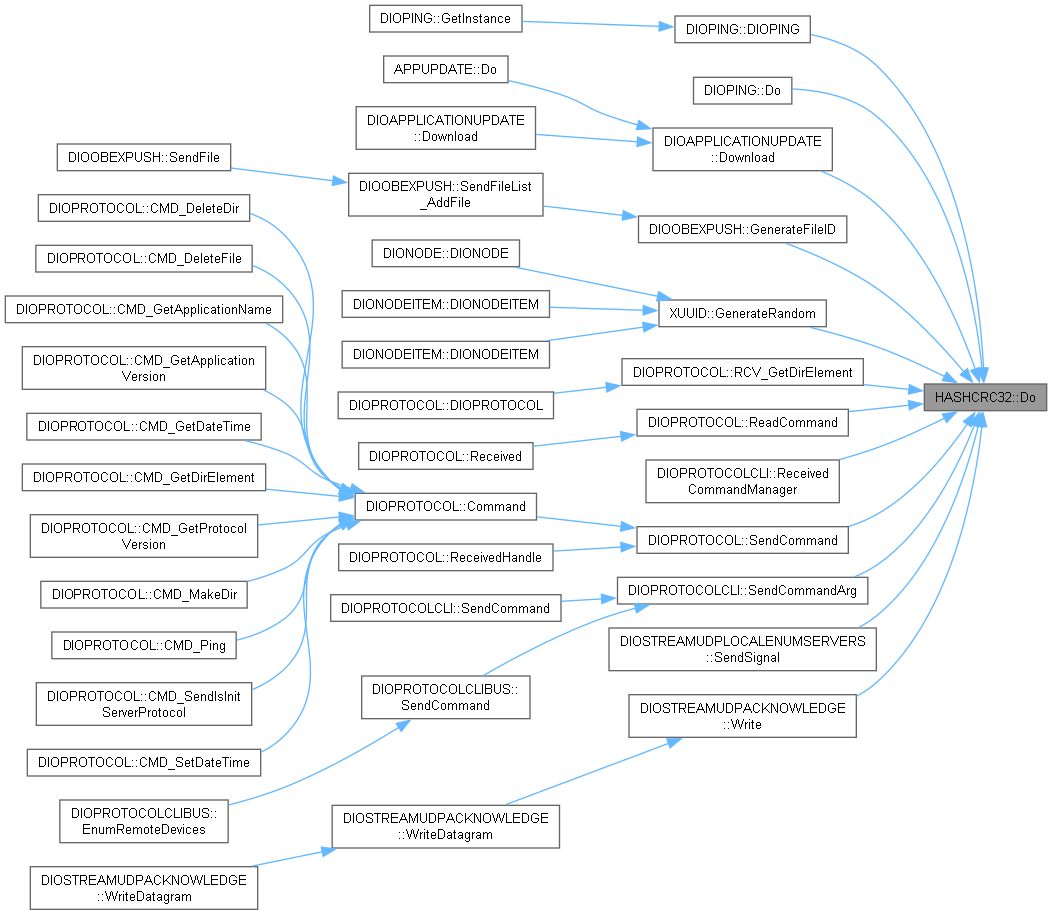 DIOPING::GetInstance
DIOPING::DIOPING
APPUPDATE::Do
DIOPING::Do
DIOAPPLICATIONUPDATE
::Download
DIOAPPLICATIONUPDATE
::Download
DIOOBEXPUSH::SendFile
DIOOBEXPUSH::SendFileList
_AddFile
DIOPROTOCOL::CMD_DeleteDir
DIOOBEXPUSH::GenerateFileID
DIOPROTOCOL::CMD_DeleteFile
DIONODE::DIONODE
DIOPROTOCOL::CMD_GetApplicationName
DIONODEITEM::DIONODEITEM
XUUID::GenerateRandom
DIOPROTOCOL::CMD_GetApplication
Version
DIONODEITEM::DIONODEITEM
DIOPROTOCOL::RCV_GetDirElement
HASHCRC32::Do
DIOPROTOCOL::DIOPROTOCOL
DIOPROTOCOL::CMD_GetDateTime
DIOPROTOCOL::ReadCommand
DIOPROTOCOL::Received
DIOPROTOCOL::CMD_GetDirElement
DIOPROTOCOLCLI::Received
CommandManager
DIOPROTOCOL::Command
DIOPROTOCOL::CMD_GetProtocol
Version
DIOPROTOCOL::SendCommand
DIOPROTOCOL::ReceivedHandle
DIOPROTOCOL::CMD_MakeDir
DIOPROTOCOLCLI::SendCommandArg
DIOPROTOCOLCLI::SendCommand
DIOPROTOCOL::CMD_Ping
DIOSTREAMUDPLOCALENUMSERVERS
::SendSignal
DIOPROTOCOL::CMD_SendIsInit
ServerProtocol
DIOPROTOCOLCLIBUS::
SendCommand
DIOSTREAMUDPACKNOWLEDGE
::Write
DIOPROTOCOL::CMD_SetDateTime
DIOPROTOCOLCLIBUS::
EnumRemoteDevices
DIOSTREAMUDPACKNOWLEDGE
::WriteDatagram
DIOSTREAMUDPACKNOWLEDGE
::WriteDatagram